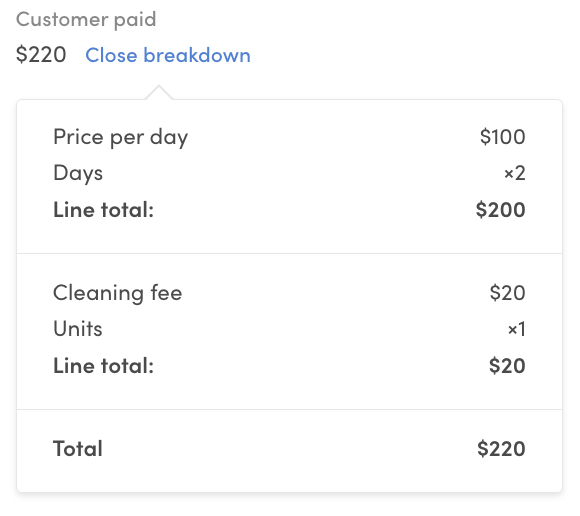 Customer paid
$220 Close breakdown
Price per day $100
Days ×2
Line total: $200
Cleaning fee $20
Units ×1
Line total: $20
Total $220